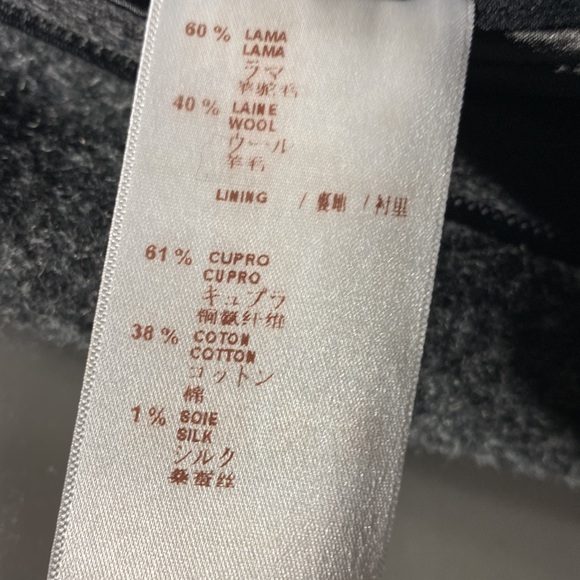 60 % LAMA
LAMA
ラマ
羊驼毛
40 % LAINE
WOOL
ウール
羊毛
LINING / 裏地 / 衬里
61 % CUPRO
CUPRO
キュプラ
铜氨纤维
38 % COTON
COTTON
コットン
棉
1 % SOIE
SILK
シルク
桑蚕丝